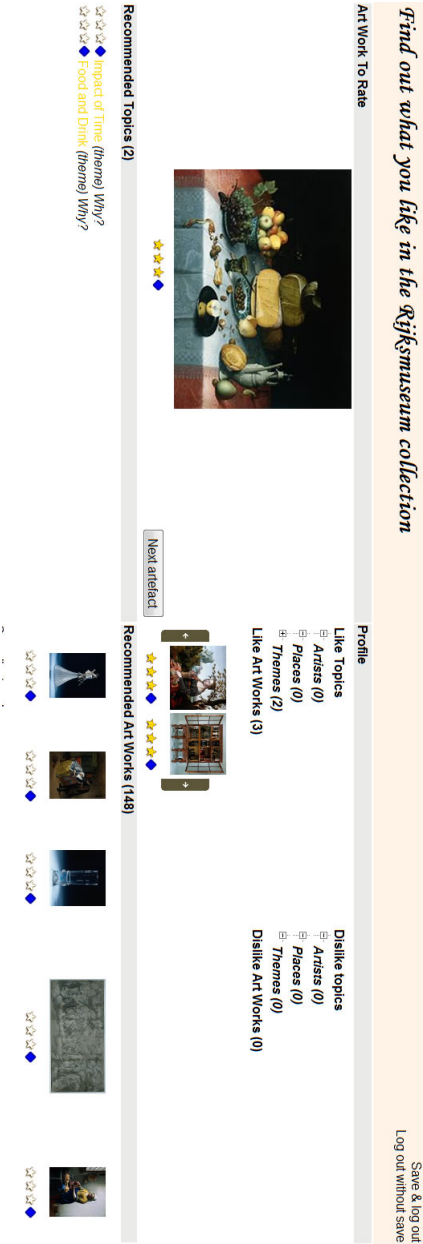 Find out what you like in the Rijksmuseum collection
Save & log out
Log out without save
Art Work To Rate
Next artefact
Profile
Like Topics
Artists (0)
Places (0)
Themes (2)
Like Art Works (3)
Dislike topics
Artists (0)
Places (0)
Themes (0)
Dislike Art Works (0)
Recommended Topics (2)
Impact of Time (theme) Why?
Food and Drink (theme) Why?
Recommended Art Works (148)